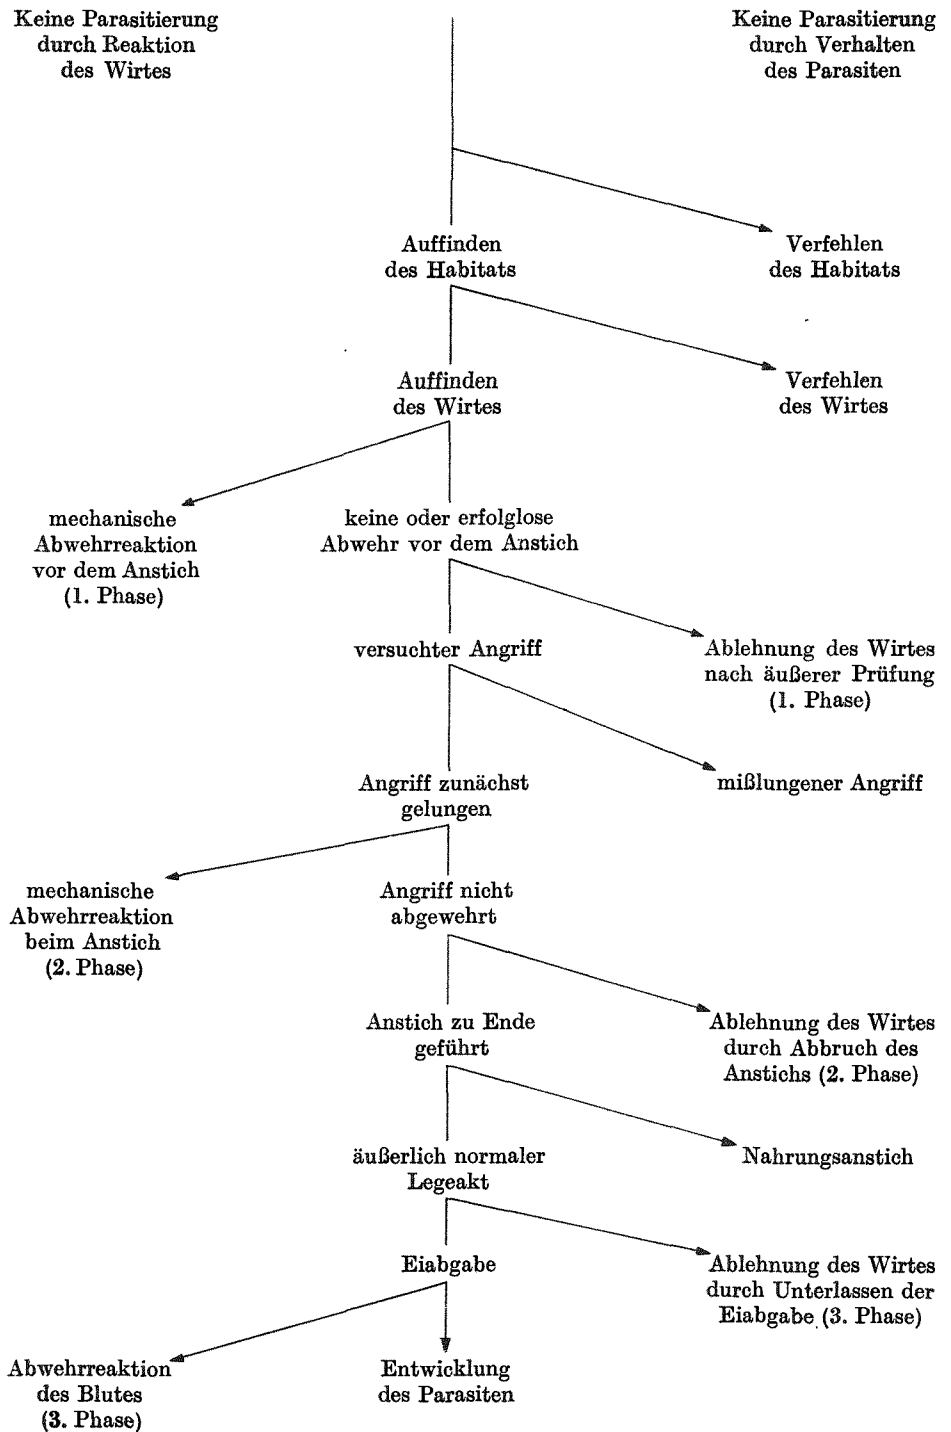 Keine Parasitierung
durch Reaktion
des Wirtes
Keine Parasitierung
durch Verhalten
des Parasiten
Auffinden
des Habitats
Verfehlen
des Habitats
Auffinden
des Wirtes
Verfehlen
des Wirtes
mechanische
Abwehrreaktion
vor dem Anstich
(1. Phase)
keine oder erfolglose
Abwehr vor dem Anstich
versuchter Angriff
Ablehnung des Wirtes
nach äußerer Prüfung
(1. Phase)
Angriff zunächst
gelungen
mißlungener Angriff
mechanische
Abwehrreaktion
beim Anstich
(2. Phase)
Angriff nicht
abgewehrt
Anstich zu Ende
geführt
Ablehnung des Wirtes
durch Abbruch des
Anstichs (2. Phase)
äußerlich normaler
Legeakt
Nahrungsanstich
Eiabgabe
Ablehnung des Wirtes
durch Unterlassen der
Eiabgabe (3. Phase)
Abwehrreaktion
des Blutes
(3. Phase)
Entwicklung
des Parasiten